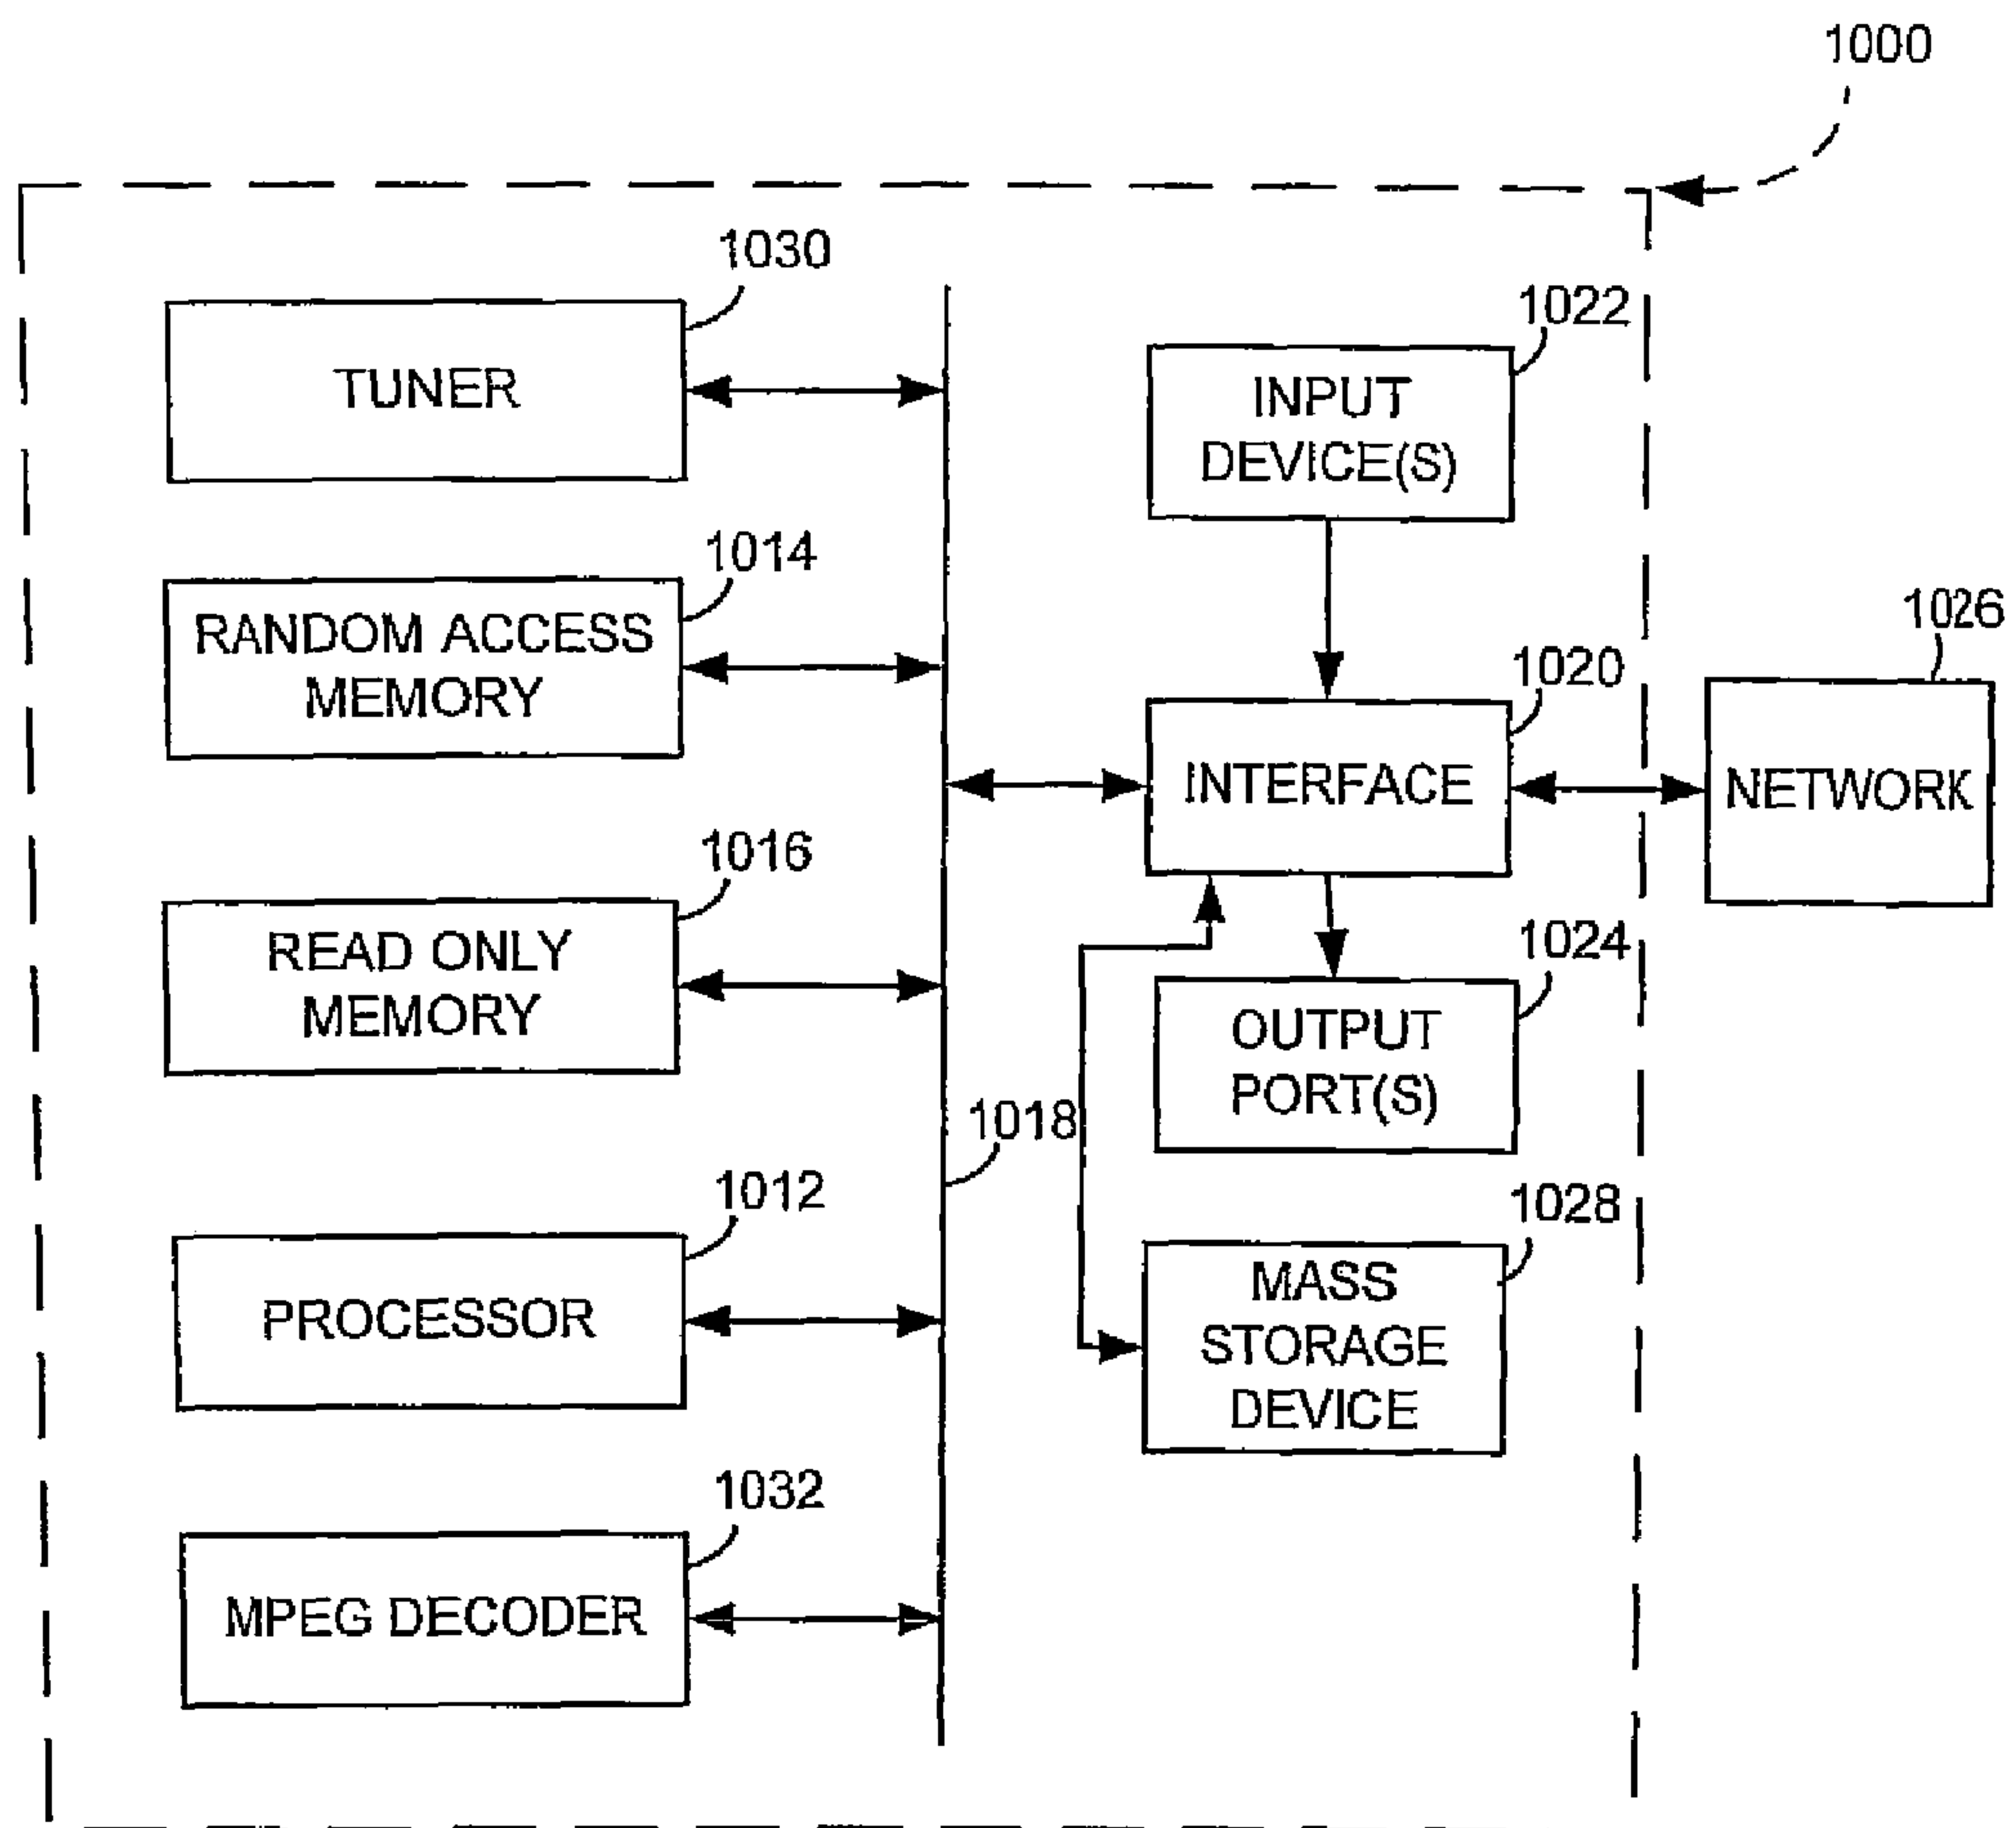 1000
1030
TUNER
1022
INPUT
DEVICE(S)
1014
RANDOM ACCESS
MEMORY
1020
INTERFACE
1026
NETWORK
1016
READ ONLY
MEMORY
1024
OUTPUT
PORT(S)
1018
1012
PROCESSOR
1028
MASS
STORAGE
DEVICE
1032
MPEG DECODER